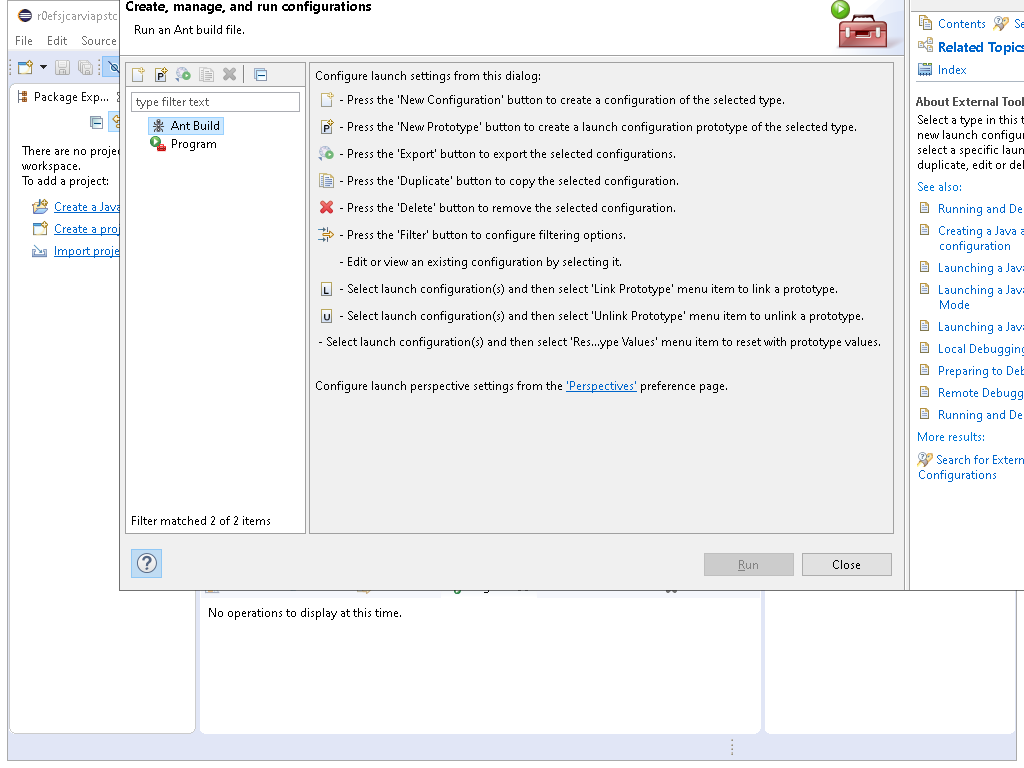 Create, manage, and run configurations
Run an Ant build file.
r0efsjcarviapstc
File Edit Source
Package Exp...
There are no proje
workspace.
To add a project:
Create a Java
Create a proj
Import proje
type filter text
Ant Build
Program
Filter matched 2 of 2 items
Configure launch settings from this dialog:
- Press the 'New Configuration' button to create a configuration of the selected type.
- Press the 'New Prototype' button to create a launch configuration prototype of the selected type.
- Press the 'Export' button to export the selected configurations.
- Press the 'Duplicate' button to copy the selected configuration.
- Press the 'Delete' button to remove the selected configuration.
- Press the 'Filter' button to configure filtering options.
- Edit or view an existing configuration by selecting it.
- Select launch configuration(s) and then select 'Link Prototype' menu item to link a prototype.
- Select launch configuration(s) and then select 'Unlink Prototype' menu item to unlink a prototype.
- Select launch configuration(s) and then select 'Res...ype Values' menu item to reset with prototype values.
Configure launch perspective settings from the 'Perspectives' preference page.
Run
Close
No operations to display at this time.
Contents Se
Related Topics
Index
About External Tool
Select a type in this t
new launch configur
select a specific laun
duplicate, edit or del
See also:
Running and De
Creating a Java a
configuration
Launching a Java
Launching a Java
Mode
Launching a Java
Local Debugging
Preparing to Deb
Remote Debugg
Running and De
More results:
Search for Extern
Configurations